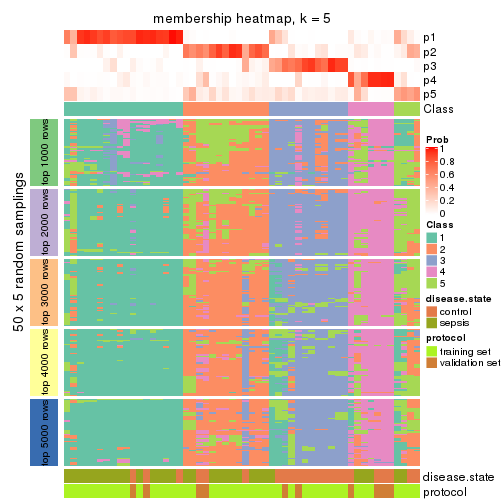 membership heatmap, k = 5
p1
p2
p3
p4
p5
Class
50 x 5 random samplings
top 1000 rows
top 2000 rows
top 3000 rows
top 4000 rows
top 5000 rows
disease.state
protocol
Prob
1
0.8
0.6
0.4
0.2
0
Class
1
2
3
4
5
disease.state
control
sepsis
protocol
training set
validation set